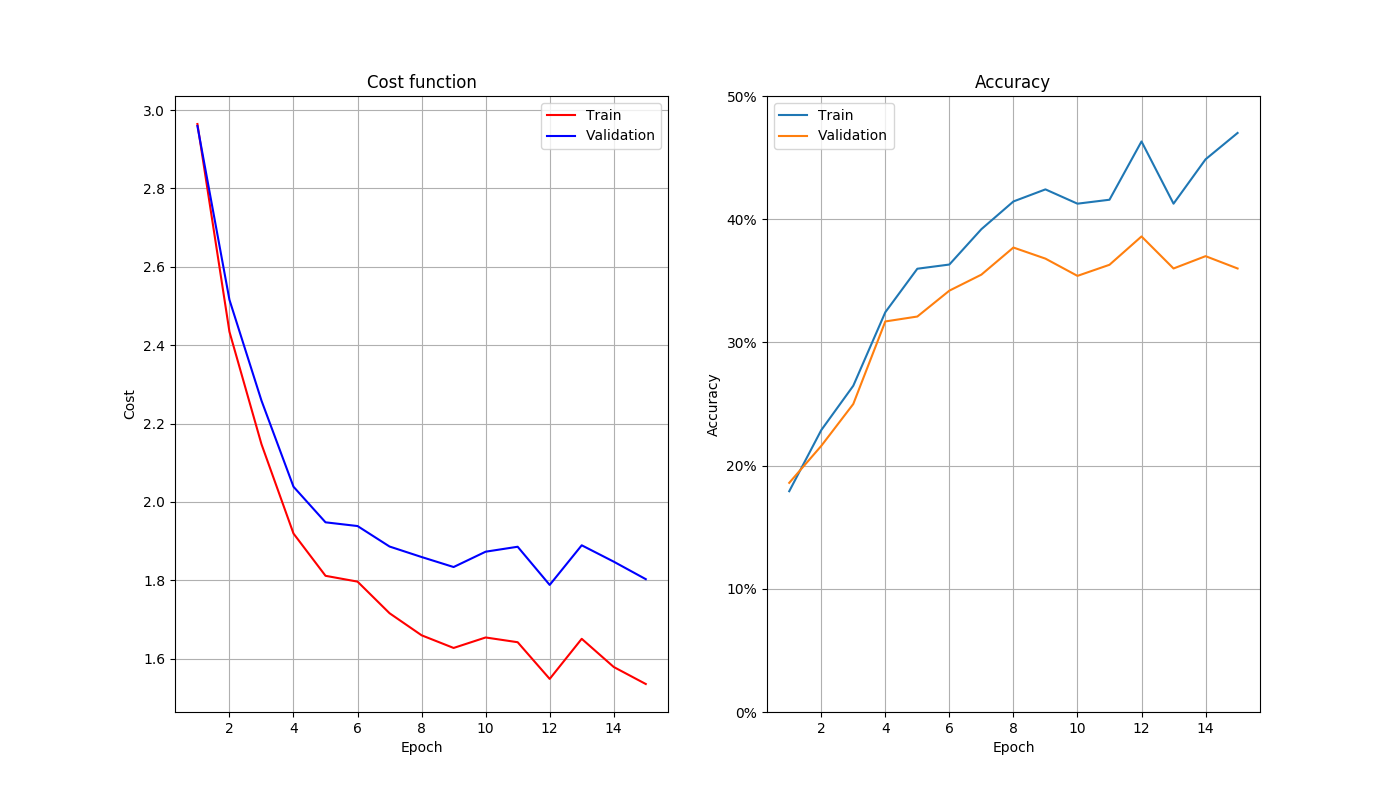 Cost function
3.0
2.8
2.6
2.4
2.2
2.0
1.8
1.6
Cost
2 4 6 8 10 12 14
Epoch
Train
Validation
Accuracy
50%
40%
30%
20%
10%
0%
Accuracy
2 4 6 8 10 12 14
Epoch
Train
Validation